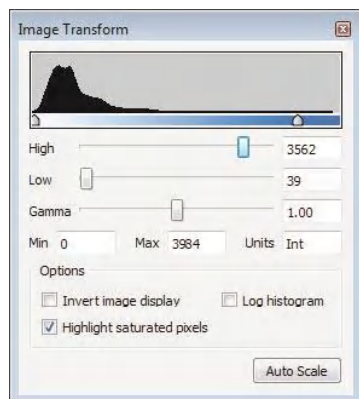 Image Transform
High 3562
Low 39
Gamma 1.00
Min 0 Max 3984 Units Int
Options
Invert image display Log histogram
Highlight saturated pixels
Auto Scale